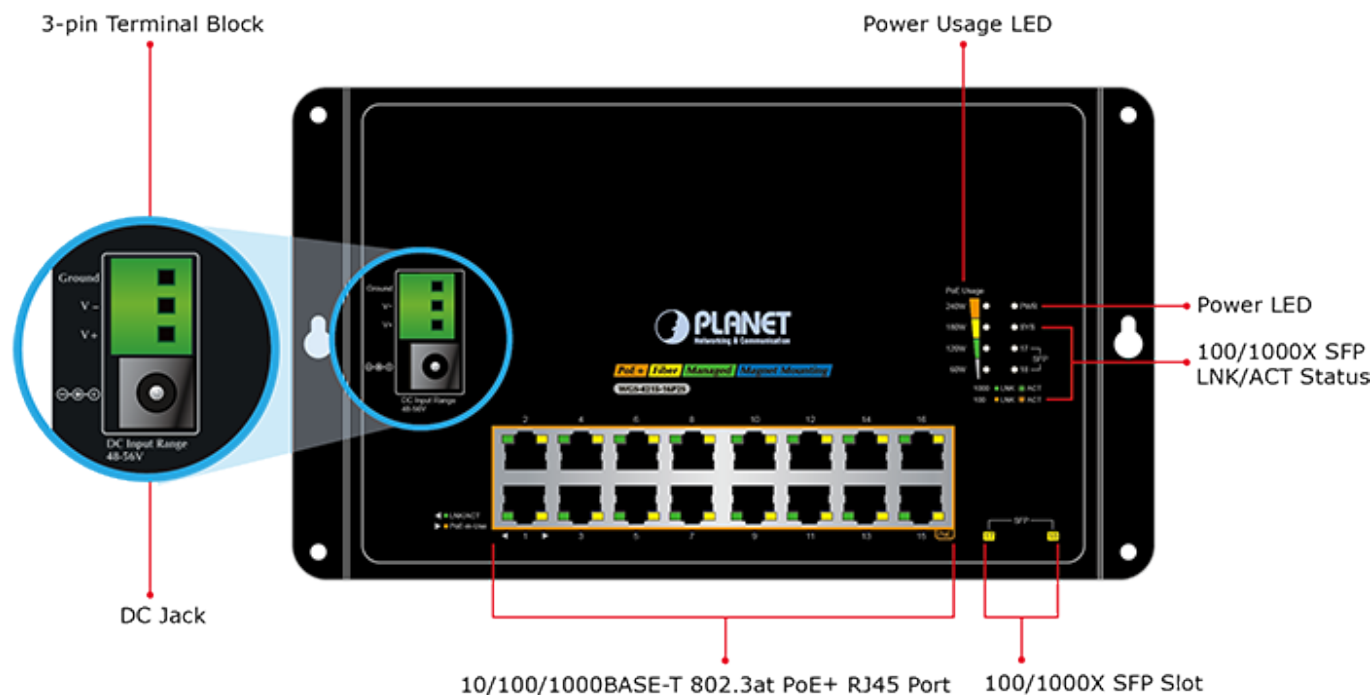 3-pin Terminal Block
Power Usage LED
Ground
V -
V +
DC Input Range
48-56V
DC Jack
Ground
V-
V+
DC Input Range
48-56V
PLANET
Networking & Communication
PoE + Fiber Managed Magnet Mounting
WGS-4215-16P2S
PoE Usage
240W PWR
180W SYS
120W 17
SFP
60W 18
1000 LNK ACT
100 LNK ACT
Power LED
100/1000X SFP
LNK/ACT Status
2 4 6 8 10 12 14 16
LNK/ACT
PoE-in-Use
1 3 5 7 9 11 13 15
SFP
17 18
10/100/1000BASE-T 802.3at PoE+ RJ45 Port
100/1000X SFP Slot